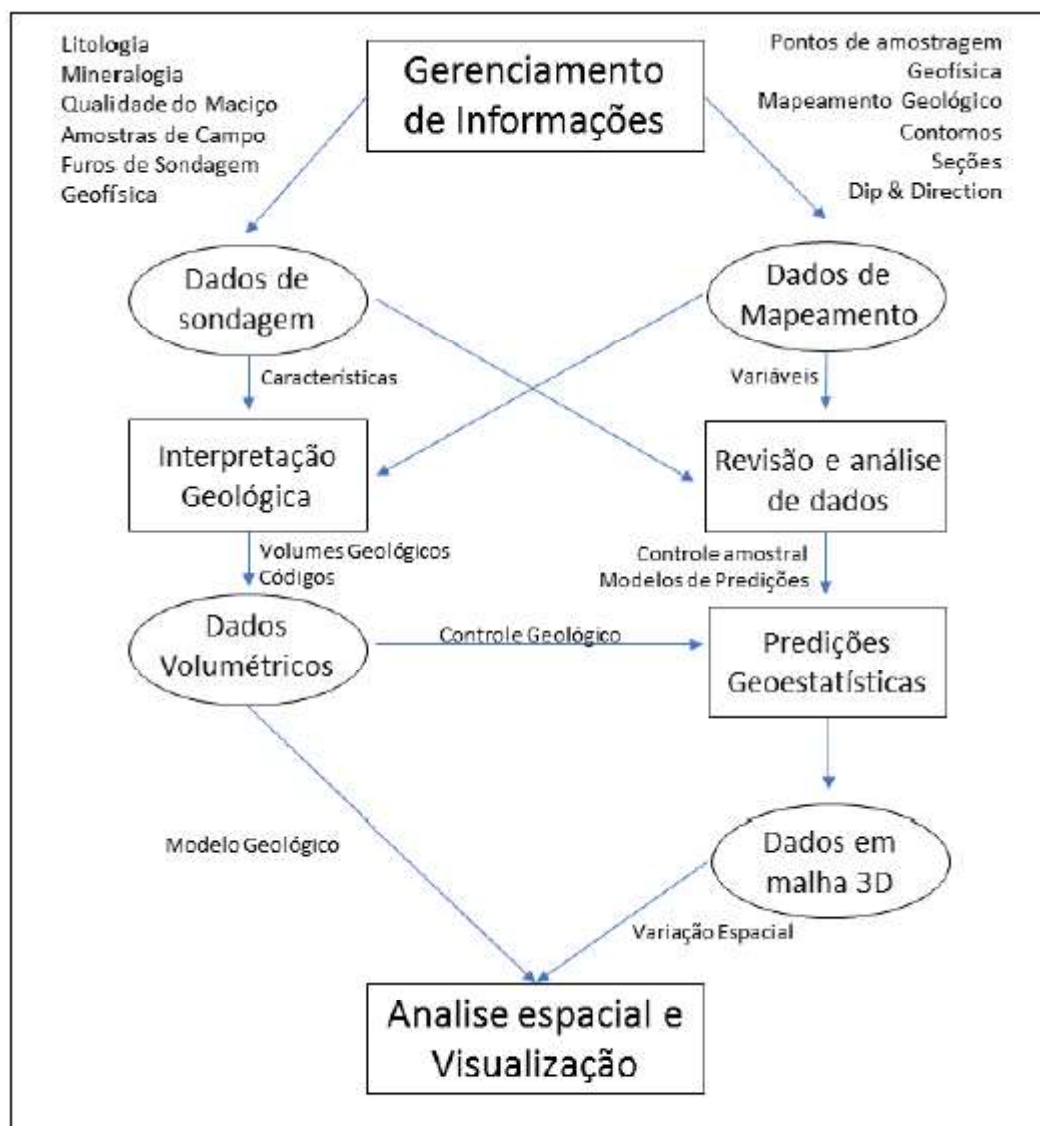 Litologia
Mineralogia
Qualidade do Maciço
Amostras de Campo
Furos de Sondagem
Geofísica
Gerenciamento
de Informações
Pontos de amostragem
Geofísica
Mapeamento Geológico
Contornos
Seções
Dip & Direction
Dados de
sondagem
Dados de
Mapeamento
Características
Variáveis
Interpretação
Geológica
Revisão e análise
de dados
Volumes Geológicos
Códigos
Controle amostral
Modelos de Predições
Dados
Volumétricos
Controle Geológico
Predições
Geoestatísticas
Modelo Geológico
Dados em
malha 3D
Variação Espacial
Analise espacial e
Visualização